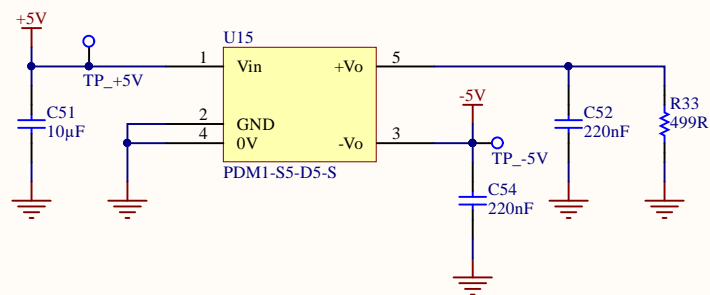 +5V
TP_+5V
U15
1
Vin
+Vo
5
C51
10µF
2
GND
4
0V
-Vo
3
PDM1-S5-D5-S
-5V
TP_-5V
C54
220nF
C52
220nF
R33
499R